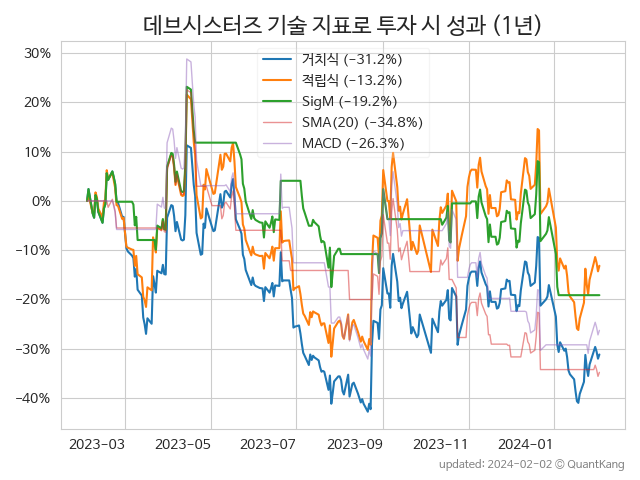 데브시스터즈 기술 지표로 투자 시 성과 (1년)
거치식 (−31.2%)
적립식 (−13.2%)
SigM (−19.2%)
SMA(20) (−34.8%)
MACD (−26.3%)
30%
20%
10%
0%
−10%
−20%
−30%
−40%
2023−03 2023−05 2023−07 2023−09 2023−11 2024−01
updated: 2024−02−02 © QuantKang